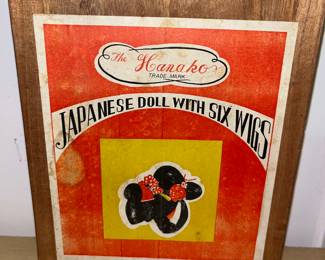 The Hanako
TRADE MARK
JAPANESE DOLL WITH SIX WIGS